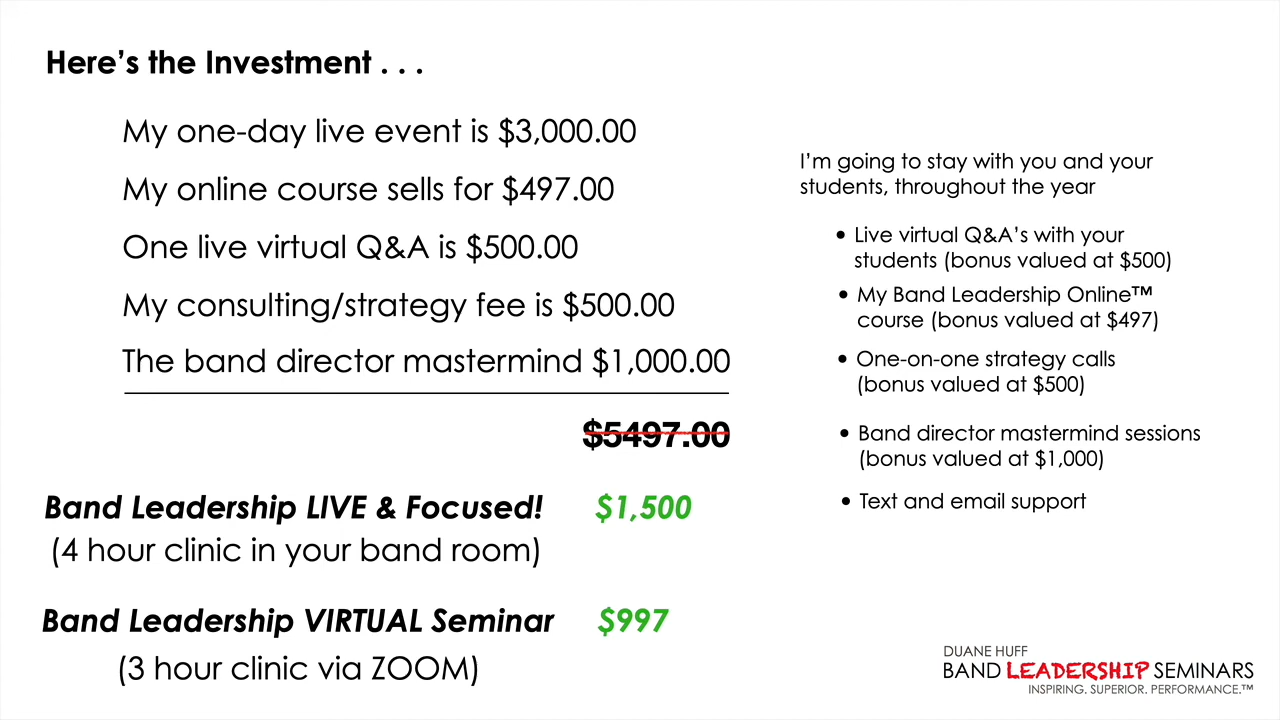 Here’s the Investment . . .
My one-day live event is $3,000.00
My online course sells for $497.00
One live virtual Q&A is $500.00
My consulting/strategy fee is $500.00
The band director mastermind $1,000.00
$5497.00
Band Leadership LIVE & Focused! $1,500
(4 hour clinic in your band room)
Band Leadership VIRTUAL Seminar $997
(3 hour clinic via ZOOM)
I’m going to stay with you and your
students, throughout the year
• Live virtual Q&A’s with your
students (bonus valued at $500)
• My Band Leadership Online™
course (bonus valued at $497)
• One-on-one strategy calls
(bonus valued at $500)
• Band director mastermind sessions
(bonus valued at $1,000)
• Text and email support
DUANE HUFF
BAND LEADERSHIP SEMINARS
INSPIRING. SUPERIOR. PERFORMANCE.™